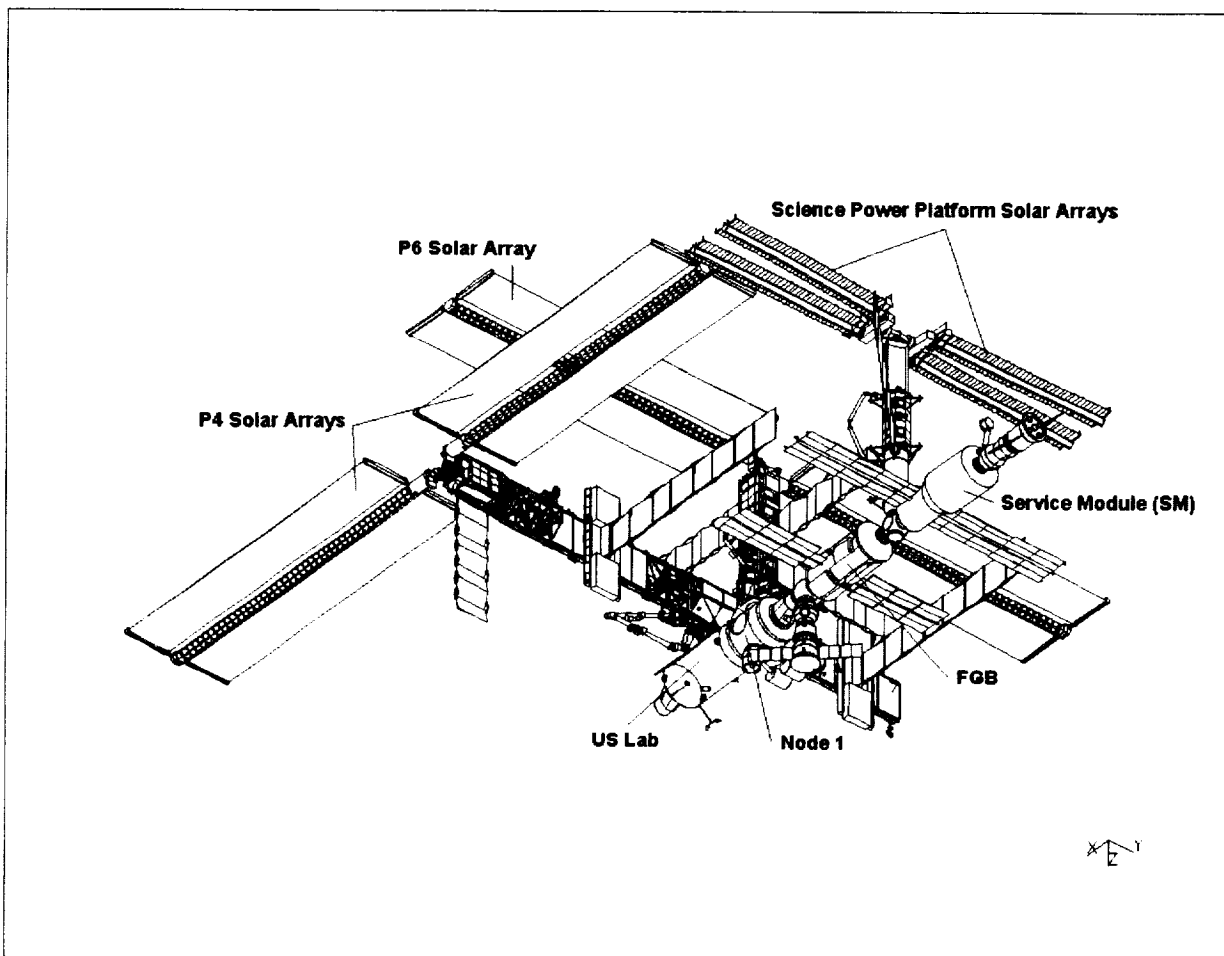 Science Power Platform Solar Arrays
P6 Solar Array
P4 Solar Arrays
Service Module (SM)
FGB
US Lab
Node 1
X
Y
Z